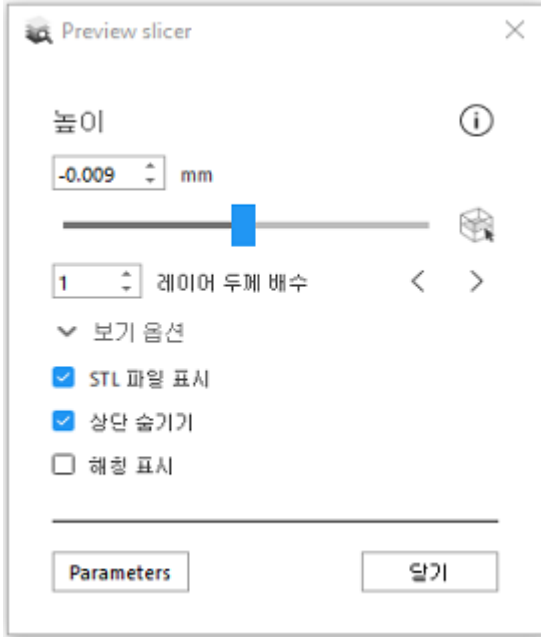 Preview slicer
높이
-0.009 mm
1 레이어 두께 배수
보기 옵션
STL 파일 표시
상단 숨기기
해칭 표시
Parameters 닫기